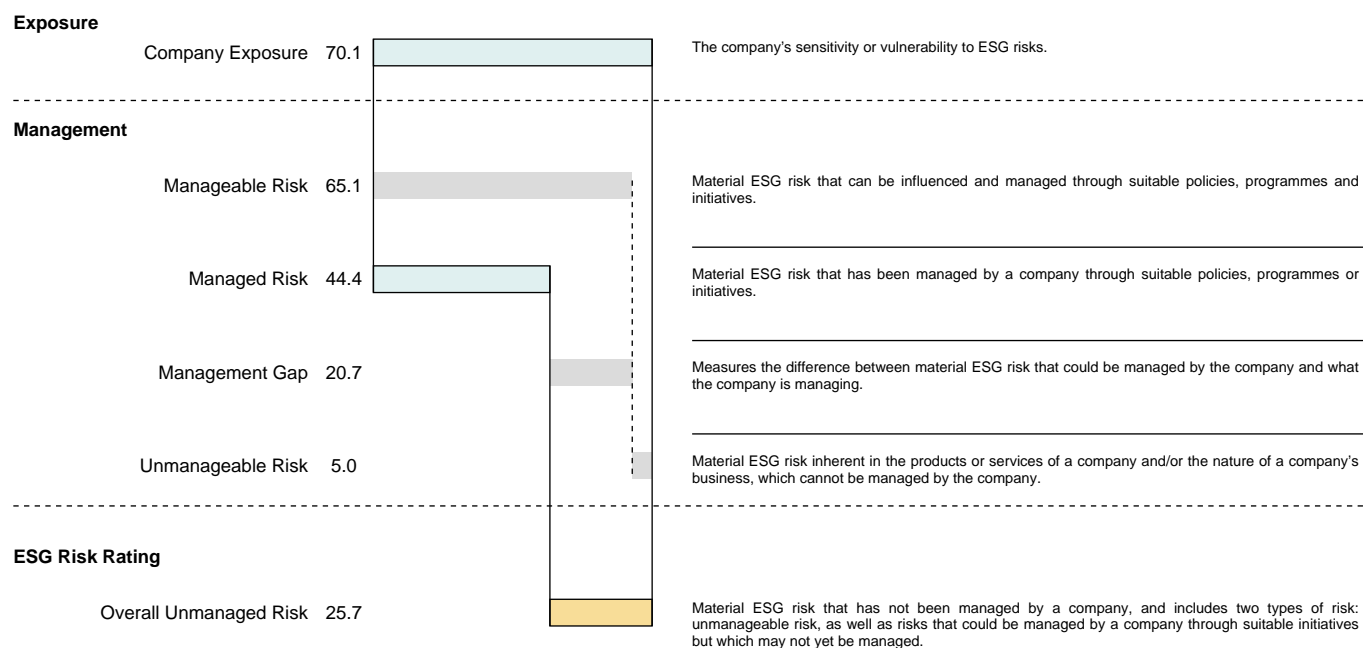 Exposure
Company Exposure 70.1
The company’s sensitivity or vulnerability to ESG risks.
Management
Manageable Risk 65.1
Material ESG risk that can be influenced and managed through suitable policies, programmes and
initiatives.
Managed Risk 44.4
Material ESG risk that has been managed by a company through suitable policies, programmes or
initiatives.
Management Gap 20.7
Measures the difference between material ESG risk that could be managed by the company and what
the company is managing.
Unmanageable Risk 5.0
Material ESG risk inherent in the products or services of a company and/or the nature of a company’s
business, which cannot be managed by the company.
ESG Risk Rating
Overall Unmanaged Risk 25.7
Material ESG risk that has not been managed by a company, and includes two types of risk:
unmanageable risk, as well as risks that could be managed by a company through suitable initiatives
but which may not yet be managed.